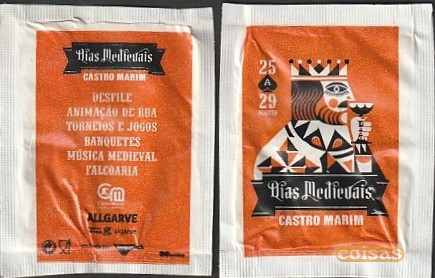 Dias Medievais
CASTRO MARIM
DESFILE
ANIMAÇÃO DE RUA
TORNEIOS E JOGOS
BANQUETES
MÚSICA MEDIEVAL
FALCOARIA
ALLGARVE
algarve
25
A
29
AGOSTO
Dias Medievais
CASTRO MARIM
coisas